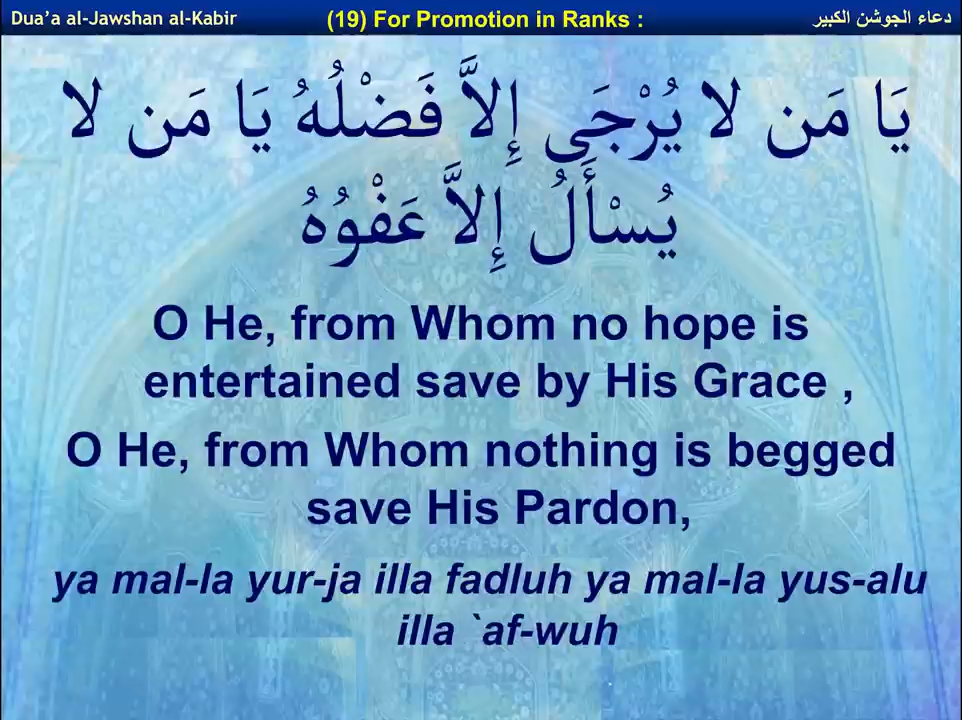 Dua’a al-Jawshan al-Kabir
(19) For Promotion in Ranks :
دعاء الجوشن الكبير
يَا مَن لا يُرْجَى إِلاَّ فَضْلُهُ يَا مَن لا
يُسْأَلُ إِلاَّ عَفْوُهُ
O He, from Whom no hope is
entertained save by His Grace ,
O He, from Whom nothing is begged
save His Pardon,
ya mal-la yur-ja illa fadluh ya mal-la yus-alu
illa `af-wuh